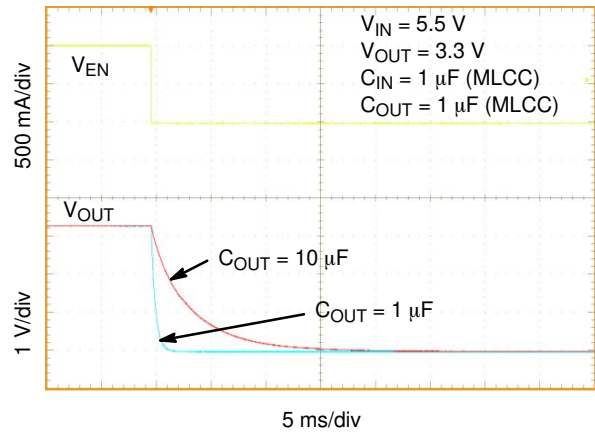 V_IN = 5.5 V
V_OUT = 3.3 V
C_IN = 1 μF (MLCC)
C_OUT = 1 μF (MLCC)
V_EN
500 mA/div
V_OUT
C_OUT = 10 μF
C_OUT = 1 μF
1 V/div
5 ms/div